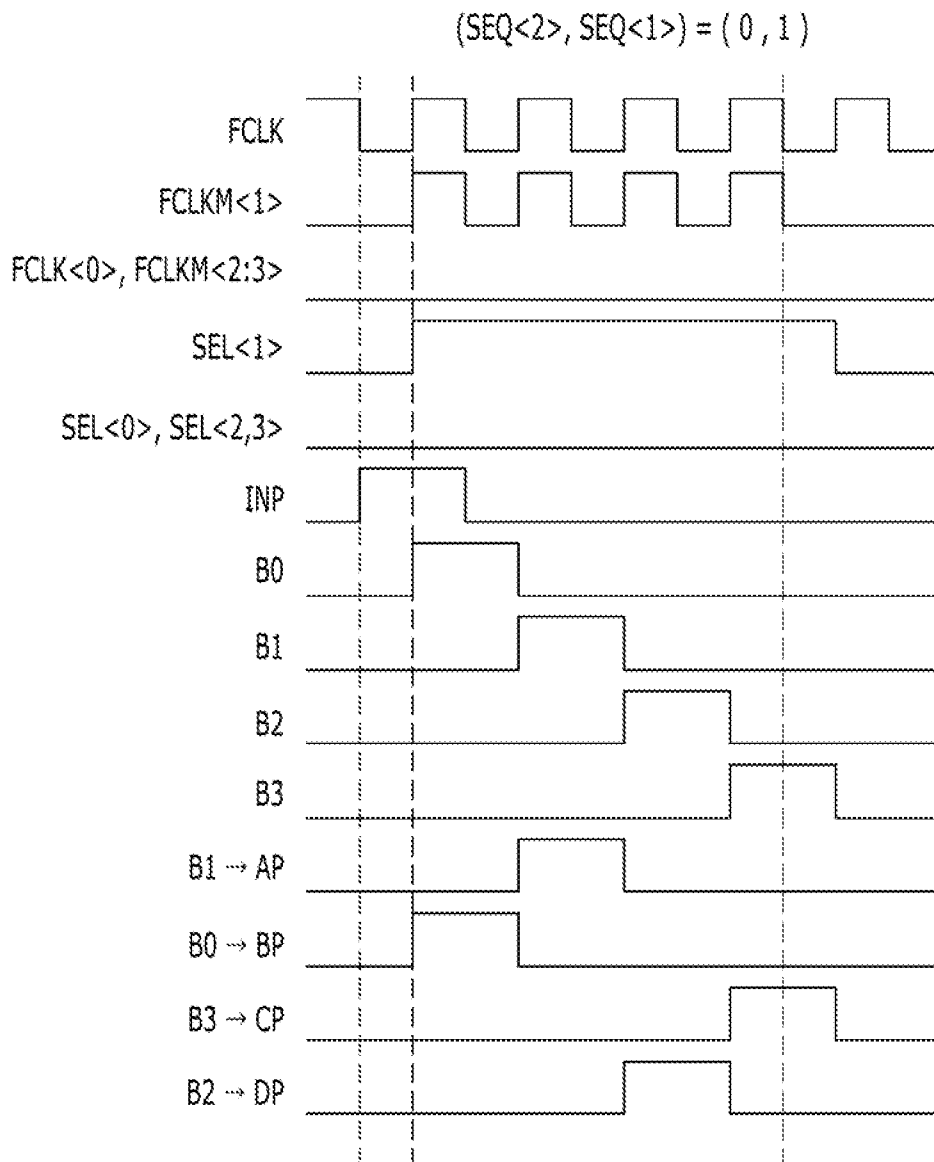 (SEQ<2>, SEQ<1>) = ( 0 , 1 )
FCLK
FCLKM<1>
FCLK<0>, FCLKM<2:3>
SEL<1>
SEL<0>, SEL<2,3>
INP
B0
B1
B2
B3
B1 → AP
B0 → BP
B3 → CP
B2 → DP